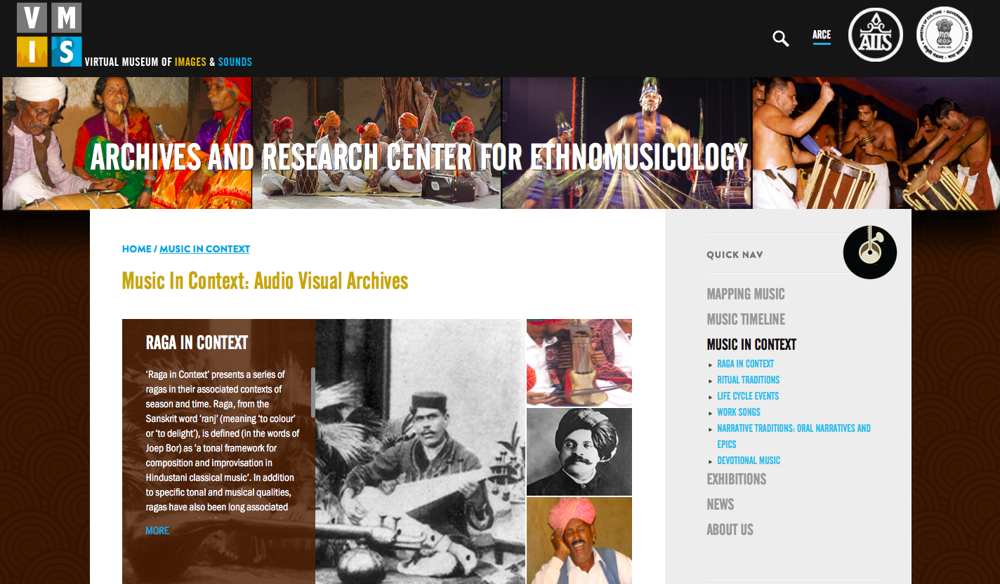 V M
I S
VIRTUAL MUSEUM OF IMAGES & SOUNDS
ARCE
AIIS
MINISTRY OF CULTURE • GOVERNMENT OF INDIA
ARCHIVES AND RESEARCH CENTER FOR ETHNOMUSICOLOGY
HOME / MUSIC IN CONTEXT
Music In Context: Audio Visual Archives
RAGA IN CONTEXT
‘Raga in Context’ presents a series of
ragas in their associated contexts of
season and time. Raga, from the
Sanskrit word ‘ranj’ (meaning ‘to colour’
or ‘to delight’), is defined (in the words of
Joep Bor) as ‘a tonal framework for
composition and improvisation in
Hindustani classical music’. In addition
to specific tonal and musical qualities,
ragas have also been long associated
MORE
QUICK NAV
MAPPING MUSIC
MUSIC TIMELINE
MUSIC IN CONTEXT
RAGA IN CONTEXT
RITUAL TRADITIONS
LIFE CYCLE EVENTS
WORK SONGS
NARRATIVE TRADITIONS: ORAL NARRATIVES AND
EPICS
DEVOTIONAL MUSIC
EXHIBITIONS
NEWS
ABOUT US